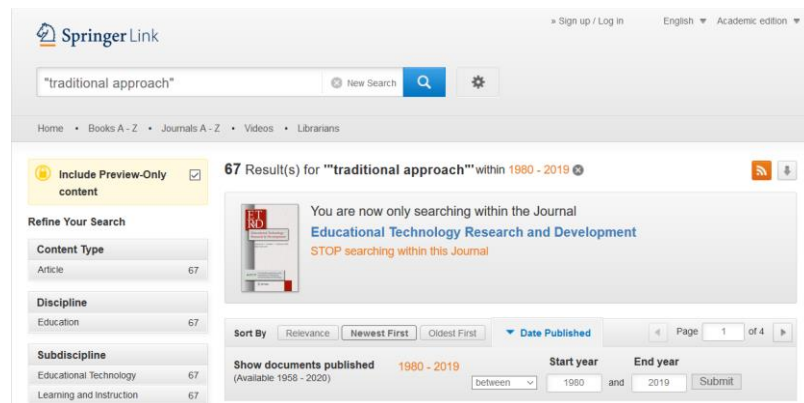 » Sign up / Log in English Academic edition
Springer Link
"traditional approach" New Search
Home • Books A - Z • Journals A - Z • Videos • Librarians
Include Preview-Only
content
67 Result(s) for '"traditional approach"' within 1980 - 2019
ET
RD
You are now only searching within the Journal
Educational Technology Research and Development
STOP searching within this Journal
Refine Your Search
Content Type
Article 67
Discipline
Education 67
Subdiscipline
Educational Technology 67
Learning and Instruction 67
Sort By Relevance Newest First Oldest First Date Published Page 1 of 4
Show documents published 1980 - 2019 Start year End year
(Available 1958 - 2020) between 1980 and 2019 Submit